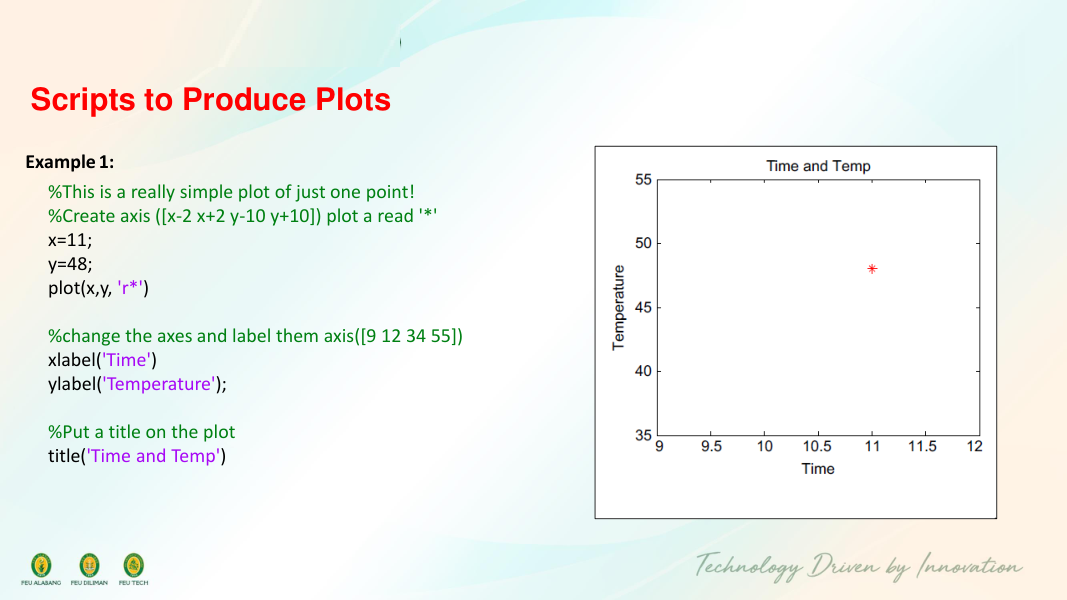 Scripts to Produce Plots
Example 1:
%This is a really simple plot of just one point!
%Create axis ([x-2 x+2 y-10 y+10]) plot a read '*'
x=11;
y=48;
plot(x,y, 'r*')
%change the axes and label them axis([9 12 34 55])
xlabel('Time')
ylabel('Temperature');
%Put a title on the plot
title('Time and Temp')
Time and Temp
55
50
45
40
35
Temperature
9 9.5 10 10.5 11 11.5 12
Time
FEU ALABANG FEU DILIMAN FEU TECH
Technology Driven by Innovation